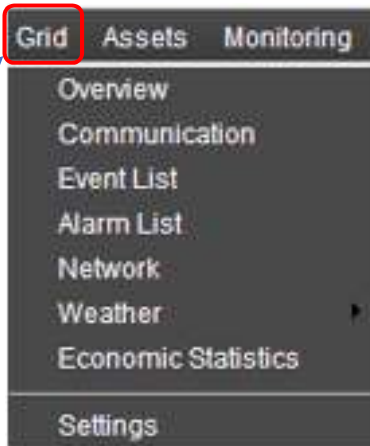 Grid Assets Monitoring
Overview
Communication
Event List
Alarm List
Network
Weather
Economic Statistics
Settings